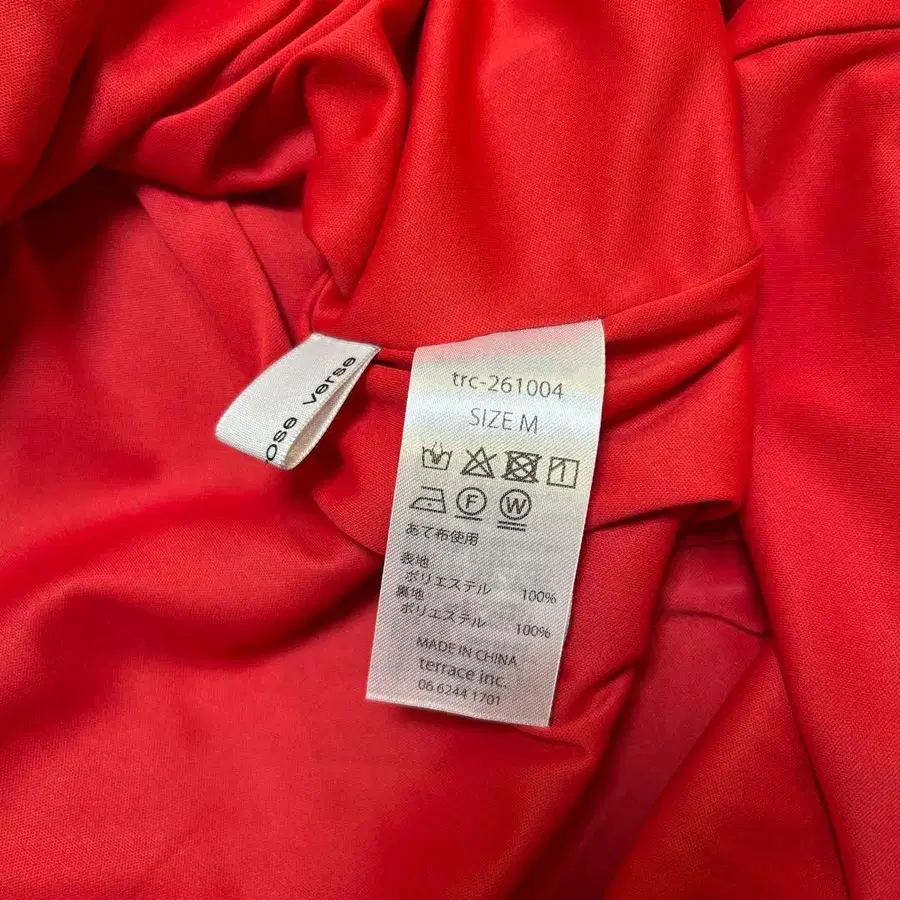 ose verse
trc-261004
SIZE M
F W
あて布使用
表地
ポリエステル 100%
裏地
ポリエステル 100%
MADE IN CHINA
terrace inc.
06 6244 1701